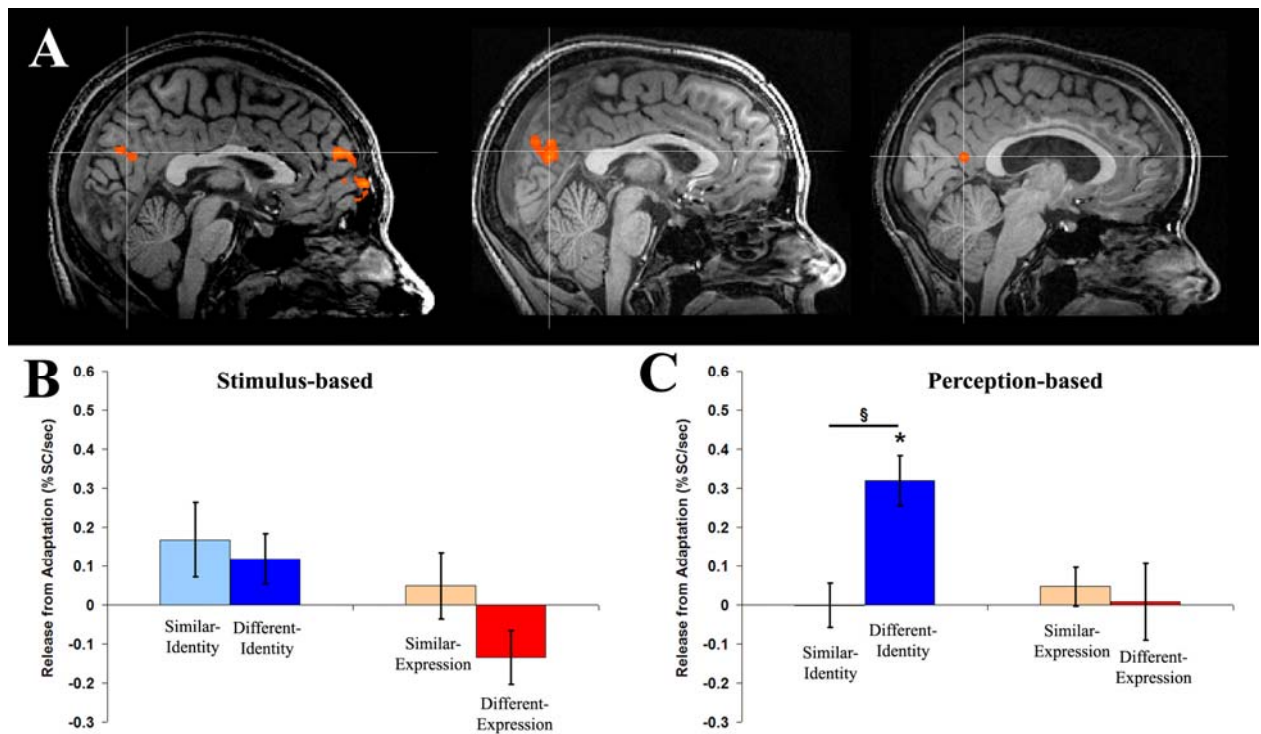 A
B
Stimulus-based
Release from Adaptation (%SC/sec)
0.6
0.5
0.4
0.3
0.2
0.1
0
-0.1
-0.2
-0.3
Similar-
Identity
Different-
Identity
Similar-
Expression
Different-
Expression
C
Perception-based
Release from Adaptation (%SC/sec)
0.6
0.5
0.4
0.3
0.2
0.1
0
-0.1
-0.2
-0.3
§
*
Similar-
Identity
Different-
Identity
Similar-
Expression
Different-
Expression